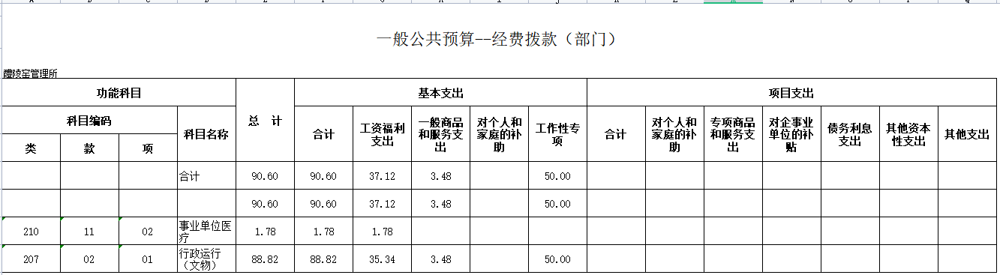 一般公共预算--经费拨款（部门）
醴陵窑管理所
功能科目 总 计 基本支出 项目支出
科目编码 科目名称 合计 工资福利支出 一般商品和服务支出 对个人和家庭的补助 工作性专项 合计 对个人和家庭的补助 专项商品和服务支出 对企事业单位的补贴 债务利息支出 其他资本性支出 其他支出
类 款 项
合计 90.60 90.60 37.12 3.48 50.00
90.60 90.60 37.12 3.48 50.00
210 11 02 事业单位医疗 1.78 1.78 1.78
207 02 01 行政运行（文物） 88.82 88.82 35.34 3.48 50.00